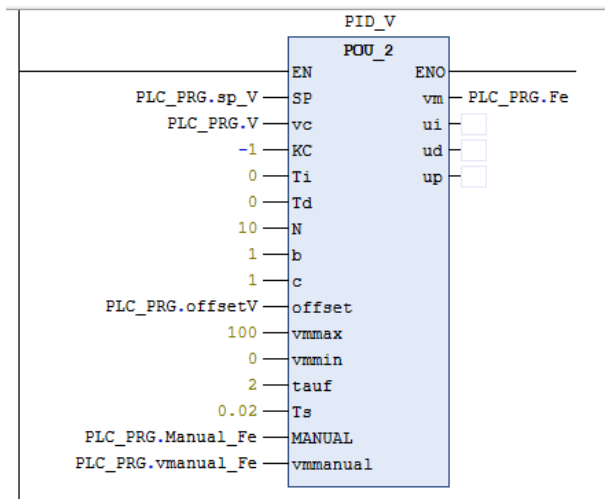 PID_V
POU_2
EN ENO
PLC_PRG.sp_V SP vm PLC_PRG.Fe
PLC_PRG.V vc ui
-1 KC ud
0 Ti up
0 Td
10 N
1 b
1 c
PLC_PRG.offsetV offset
100 vmmax
0 vmmin
2 tauf
0.02 Ts
PLC_PRG.Manual_Fe MANUAL
PLC_PRG.vmanual_Fe vmmanual